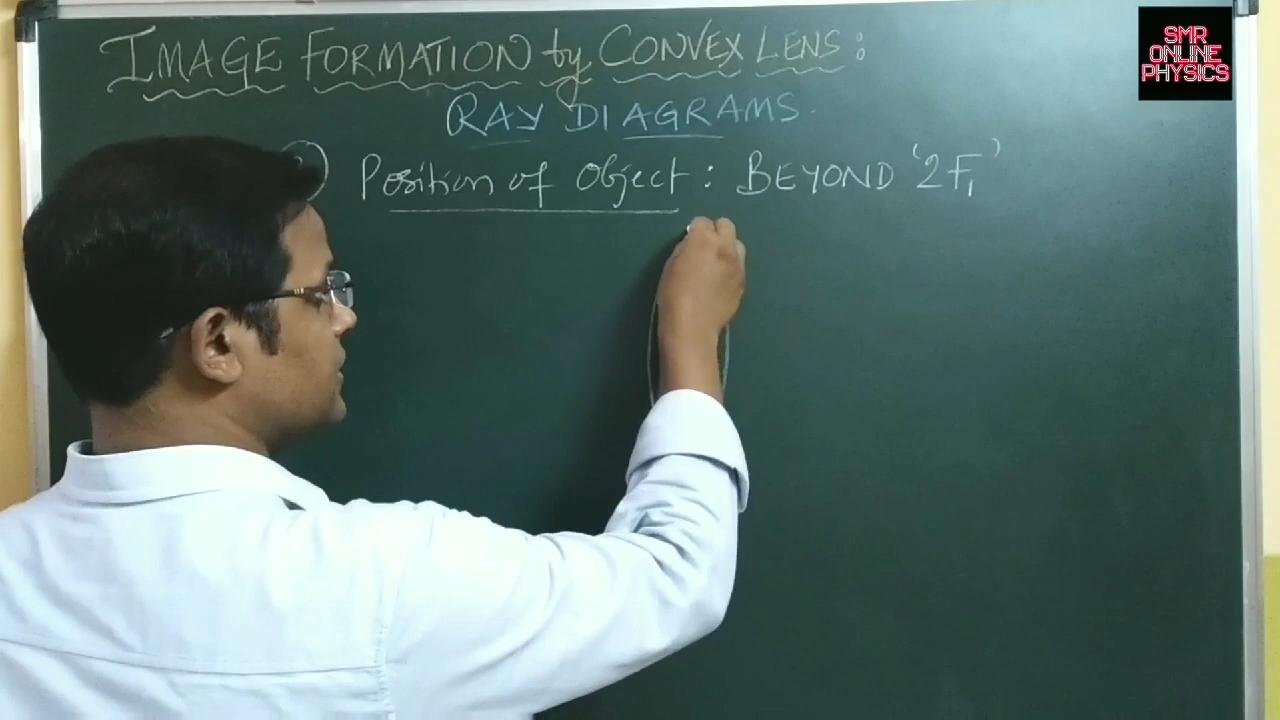 IMAGE FORMATION by CONVEX LENS:
RAY DIAGRAMS.
Position of Object: BEYOND '2F₁'
SMR
ONLINE
PHYSICS